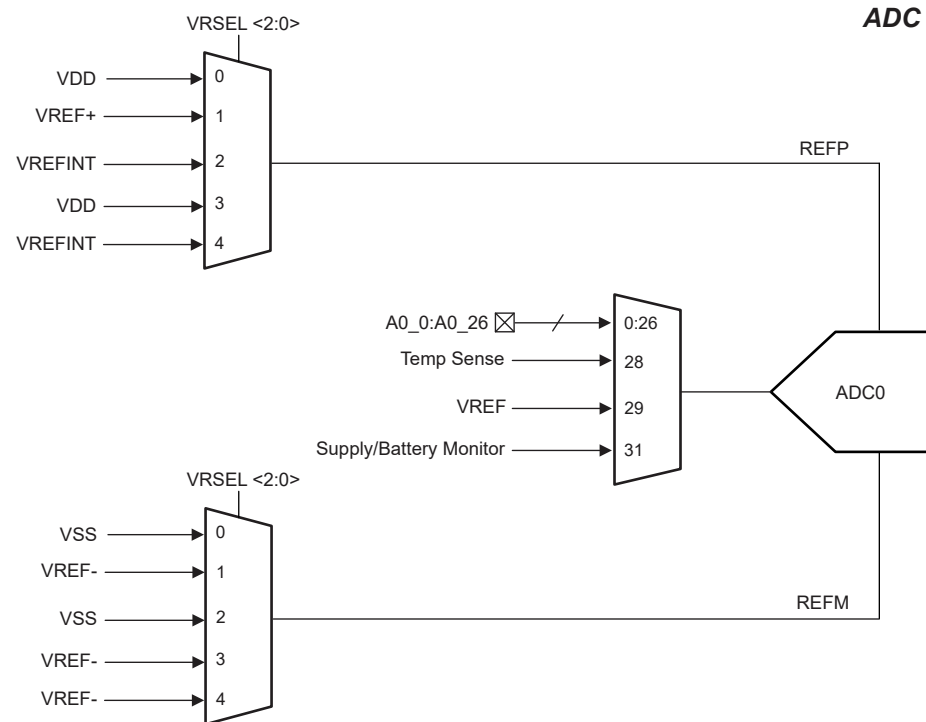 ADC
VRSEL <2:0>
VDD 0
VREF+ 1
VREFINT 2
VDD 3
VREFINT 4
REFP
A0_0:A0_26 0:26
Temp Sense 28
VREF 29
Supply/Battery Monitor 31
ADC0
VRSEL <2:0>
VSS 0
VREF- 1
VSS 2
VREF- 3
VREF- 4
REFM